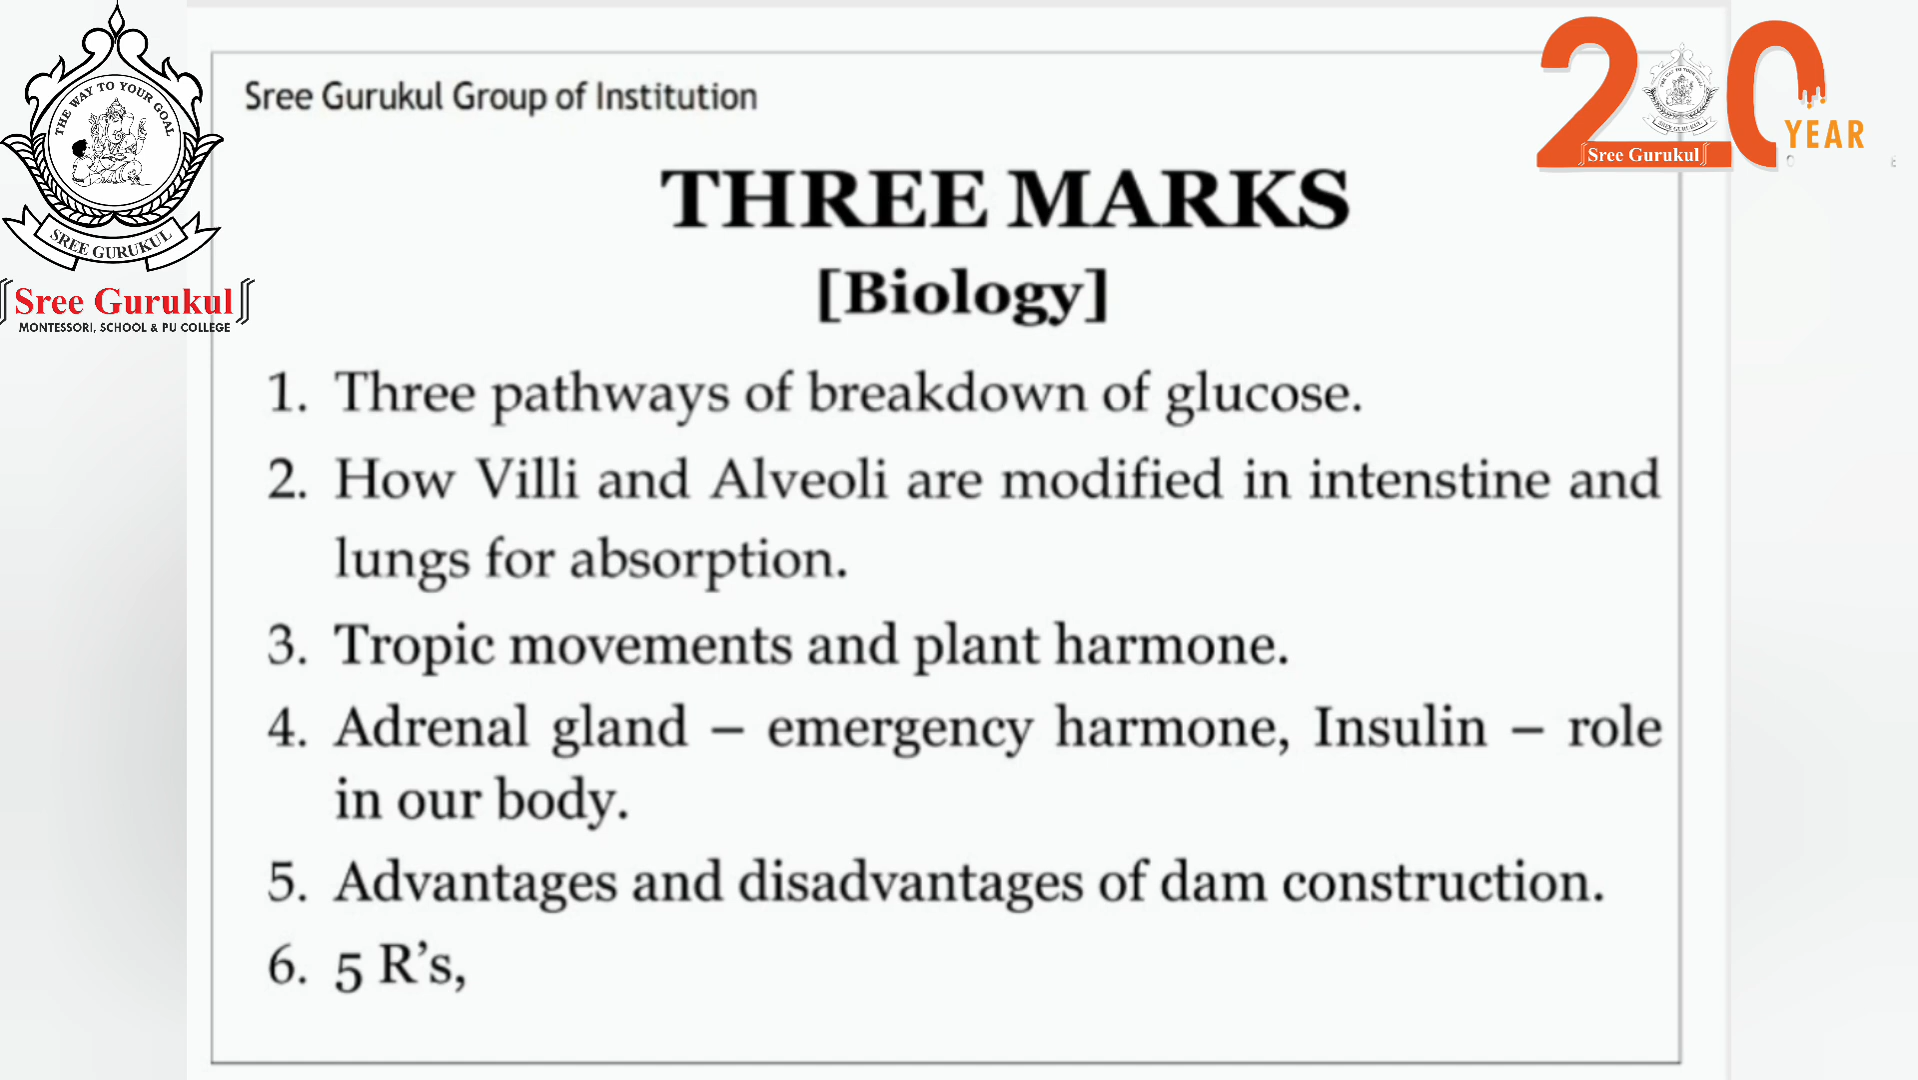 THE WAY TO YOUR GOAL
SREE GURUKUL
Sree Gurukul
MONTESSORI, SCHOOL & PU COLLEGE
Sree Gurukul Group of Institution
20
YEAR
Sree Gurukul
THREE MARKS
[Biology]
1. Three pathways of breakdown of glucose.
2. How Villi and Alveoli are modified in intenstine and
lungs for absorption.
3. Tropic movements and plant harmone.
4. Adrenal gland – emergency harmone, Insulin – role
in our body.
5. Advantages and disadvantages of dam construction.
6. 5 R's,